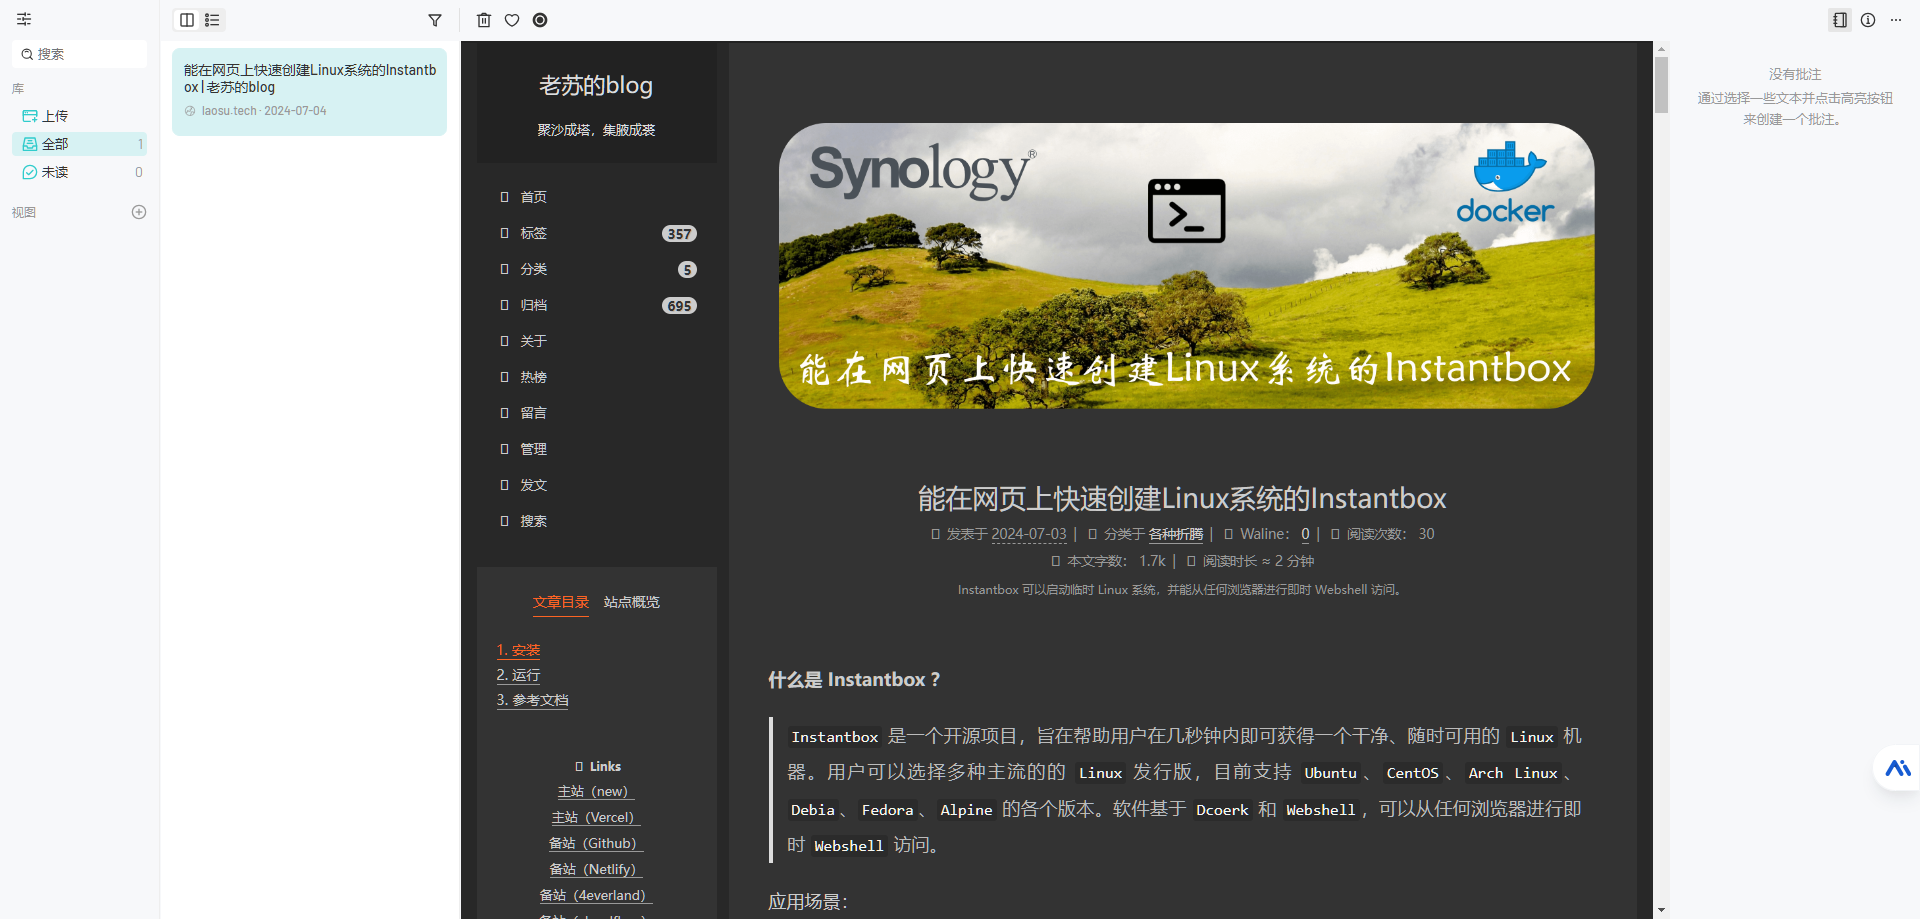 搜索
库
上传
全部 1
未读 0
视图
能在网页上快速创建Linux系统的Instantb
ox | 老苏的blog
laosu.tech · 2024-07-04
老苏的blog
聚沙成塔，集腋成裘
首页
标签 357
分类 5
归档 695
关于
热榜
留言
管理
发文
搜索
文章目录 站点概览
1. 安装
2. 运行
3. 参考文档
Links
主站（new）
主站（Vercel）
备站（Github）
备站（Netlify）
备站（4everland）
Synology®
docker
能在网页上快速创建Linux系统的Instantbox
能在网页上快速创建Linux系统的Instantbox
发表于 2024-07-03 | 分类于 各种折腾 | Waline： 0 | 阅读次数： 30
本文字数： 1.7k | 阅读时长 ≈ 2 分钟
Instantbox 可以启动临时 Linux 系统，并能从任何浏览器进行即时 Webshell 访问。
什么是 Instantbox ？
Instantbox 是一个开源项目，旨在帮助用户在几秒钟内即可获得一个干净、随时可用的 Linux 机
器。用户可以选择多种主流的的 Linux 发行版，目前支持 Ubuntu、CentOS、Arch Linux、
Debia、Fedora、Alpine 的各个版本。软件基于 Dcoerk 和 Webshell，可以从任何浏览器进行即
时 Webshell 访问。
应用场景：
没有批注
通过选择一些文本并点击高亮按钮
来创建一个批注。